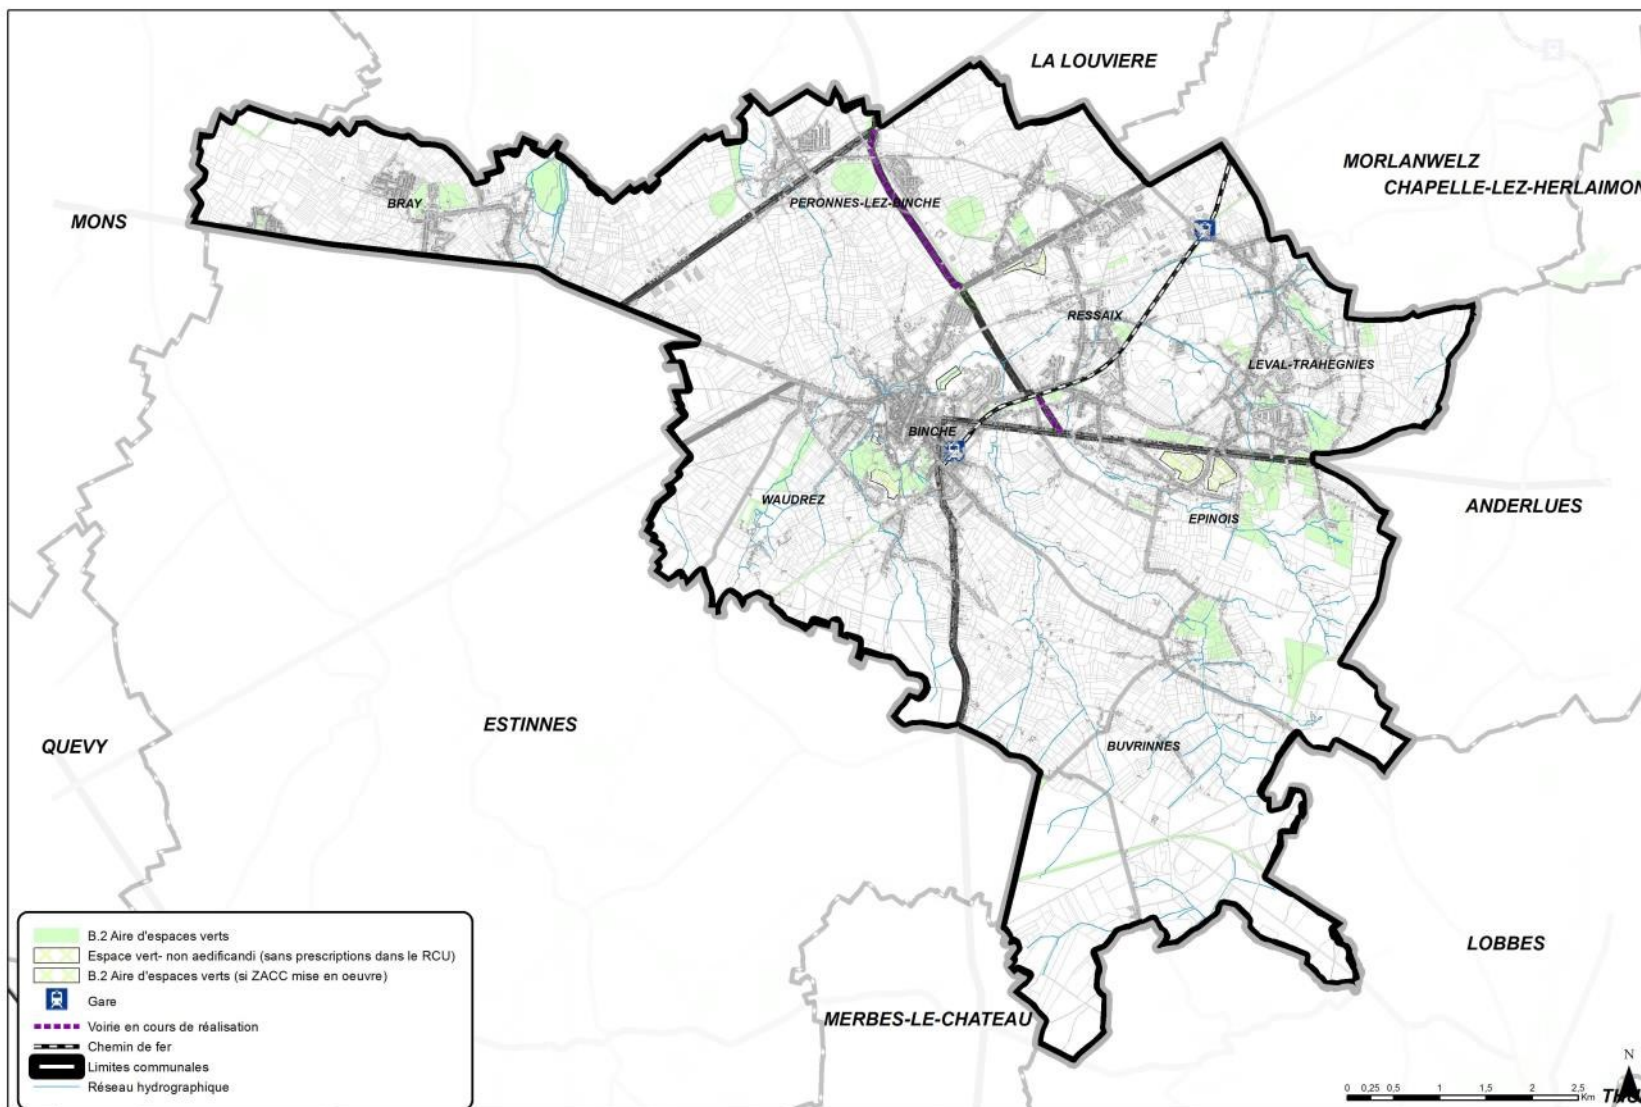 LA LOUVIERE
MORLANWELZ
CHAPELLE-LEZ-HERLAIMON
MONS
BRAY
PERONNES-LEZ-BINCHE
RESSAIX
LEVAL-TRAHEGNIES
BINCHE
WAUDREZ
EPINOIS
ANDERLUES
ESTINNES
QUEVY
BUVRINNES
LOBBES
MERBES-LE-CHATEAU
B.2 Aire d'espaces verts
Espace vert- non aedificandi (sans prescriptions dans le RCU)
B.2 Aire d'espaces verts (si ZACC mise en oeuvre)
Gare
Voirie en cours de réalisation
Chemin de fer
Limites communales
Réseau hydrographique
N
0 0,25 0,5 1 1,5 2 2,5
Km